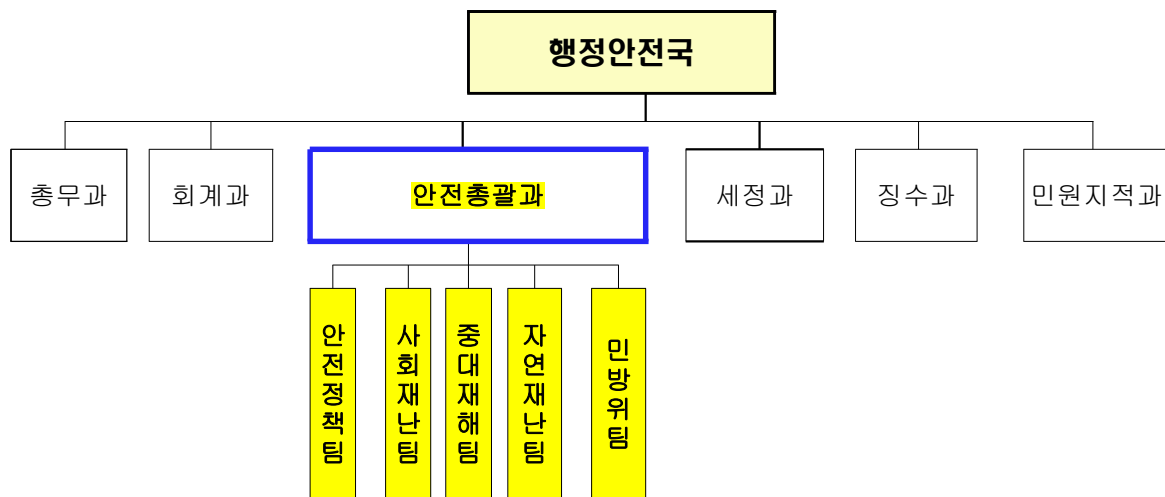 행정안전국
총무과
회계과
안전총괄과
세정과
징수과
민원지적과
안전정책팀
사회재난팀
중대재해팀
자연재난팀
민방위팀